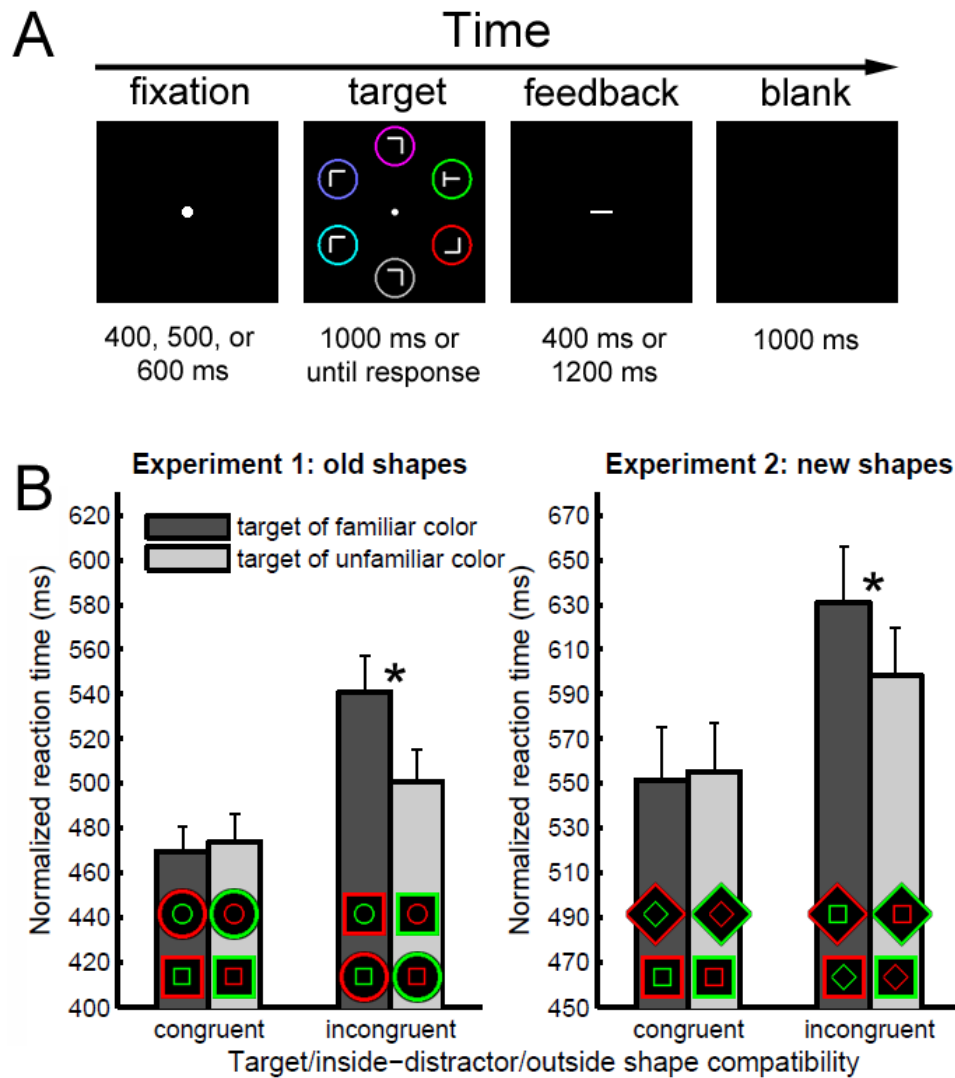 A
Time
fixation target feedback blank
400, 500, or 1000 ms or 400 ms or 1000 ms
600 ms until response 1200 ms
B
Experiment 1: old shapes
Normalized reaction time (ms)
620
600
580
560
540
520
500
480
460
440
420
400
target of familiar color
target of unfamiliar color
*
congruent incongruent
Experiment 2: new shapes
Normalized reaction time (ms)
670
650
630
610
590
570
550
530
510
490
470
450
*
congruent incongruent
Target/inside−distractor/outside shape compatibility